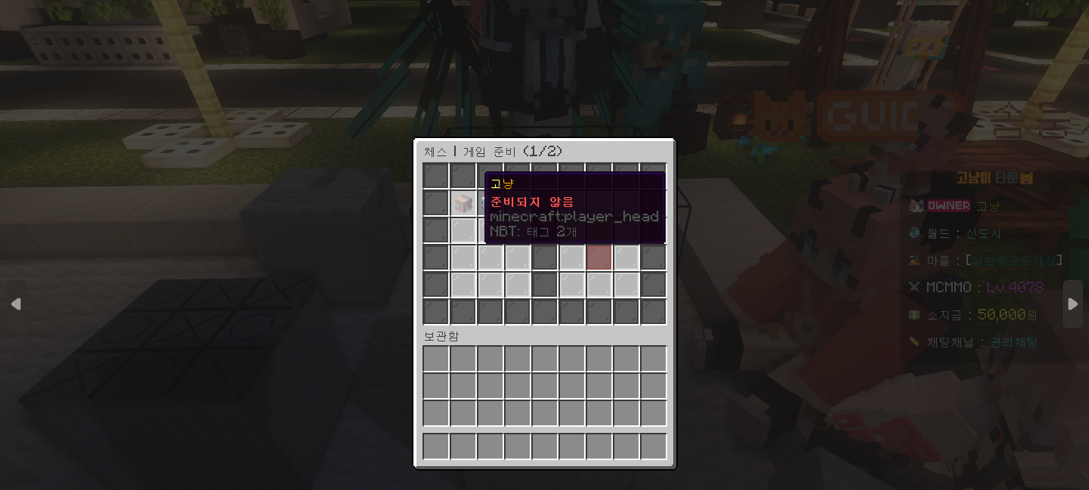 체스 | 게임 준비 (1/2)
고냥
준비되지 않음
minecraft:player_head
NBT: 태그 2개
보관함
GUID
고냥이 타운
OWNER 고냥
월드 : 신도시
마을 :
MCMMO : Lv.4078
소지금 : 50,000원
채팅채널 : 관리채팅